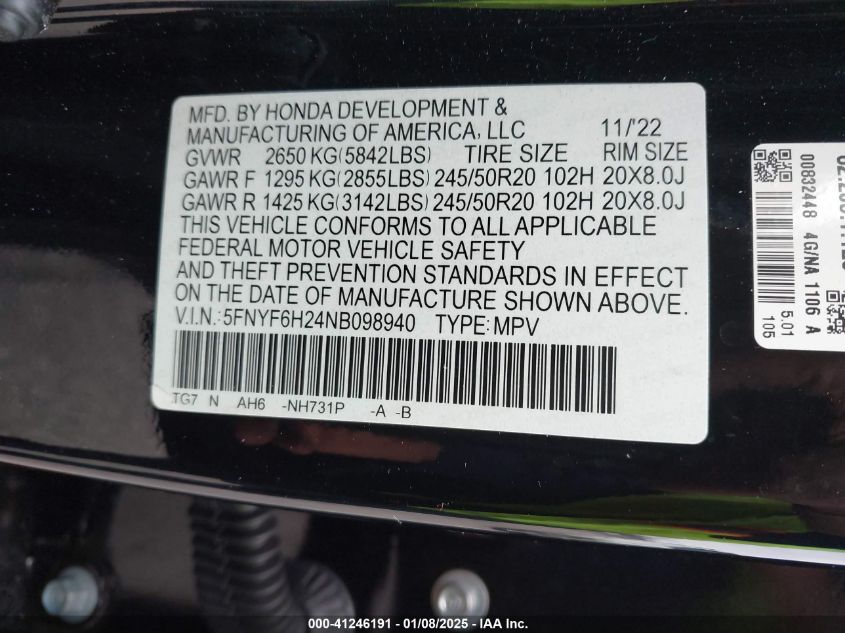 MFD. BY HONDA DEVELOPMENT &
MANUFACTURING OF AMERICA, LLC 11/'22
GVWR 2650 KG(5842LBS) TIRE SIZE RIM SIZE
GAWR F 1295 KG(2855LBS) 245/50R20 102H 20X8.0J
GAWR R 1425 KG(3142LBS) 245/50R20 102H 20X8.0J
THIS VEHICLE CONFORMS TO ALL APPLICABLE
FEDERAL MOTOR VEHICLE SAFETY
AND THEFT PREVENTION STANDARDS IN EFFECT
ON THE DATE OF MANUFACTURE SHOWN ABOVE.
V.I.N.:5FNYF6H24NB098940 TYPE:MPV
TG7 N AH6 -NH731P -A -B
00832448 4G/NA 1106 A
5.01
105
000-41246191 - 01/08/2025 - IAAI Inc.